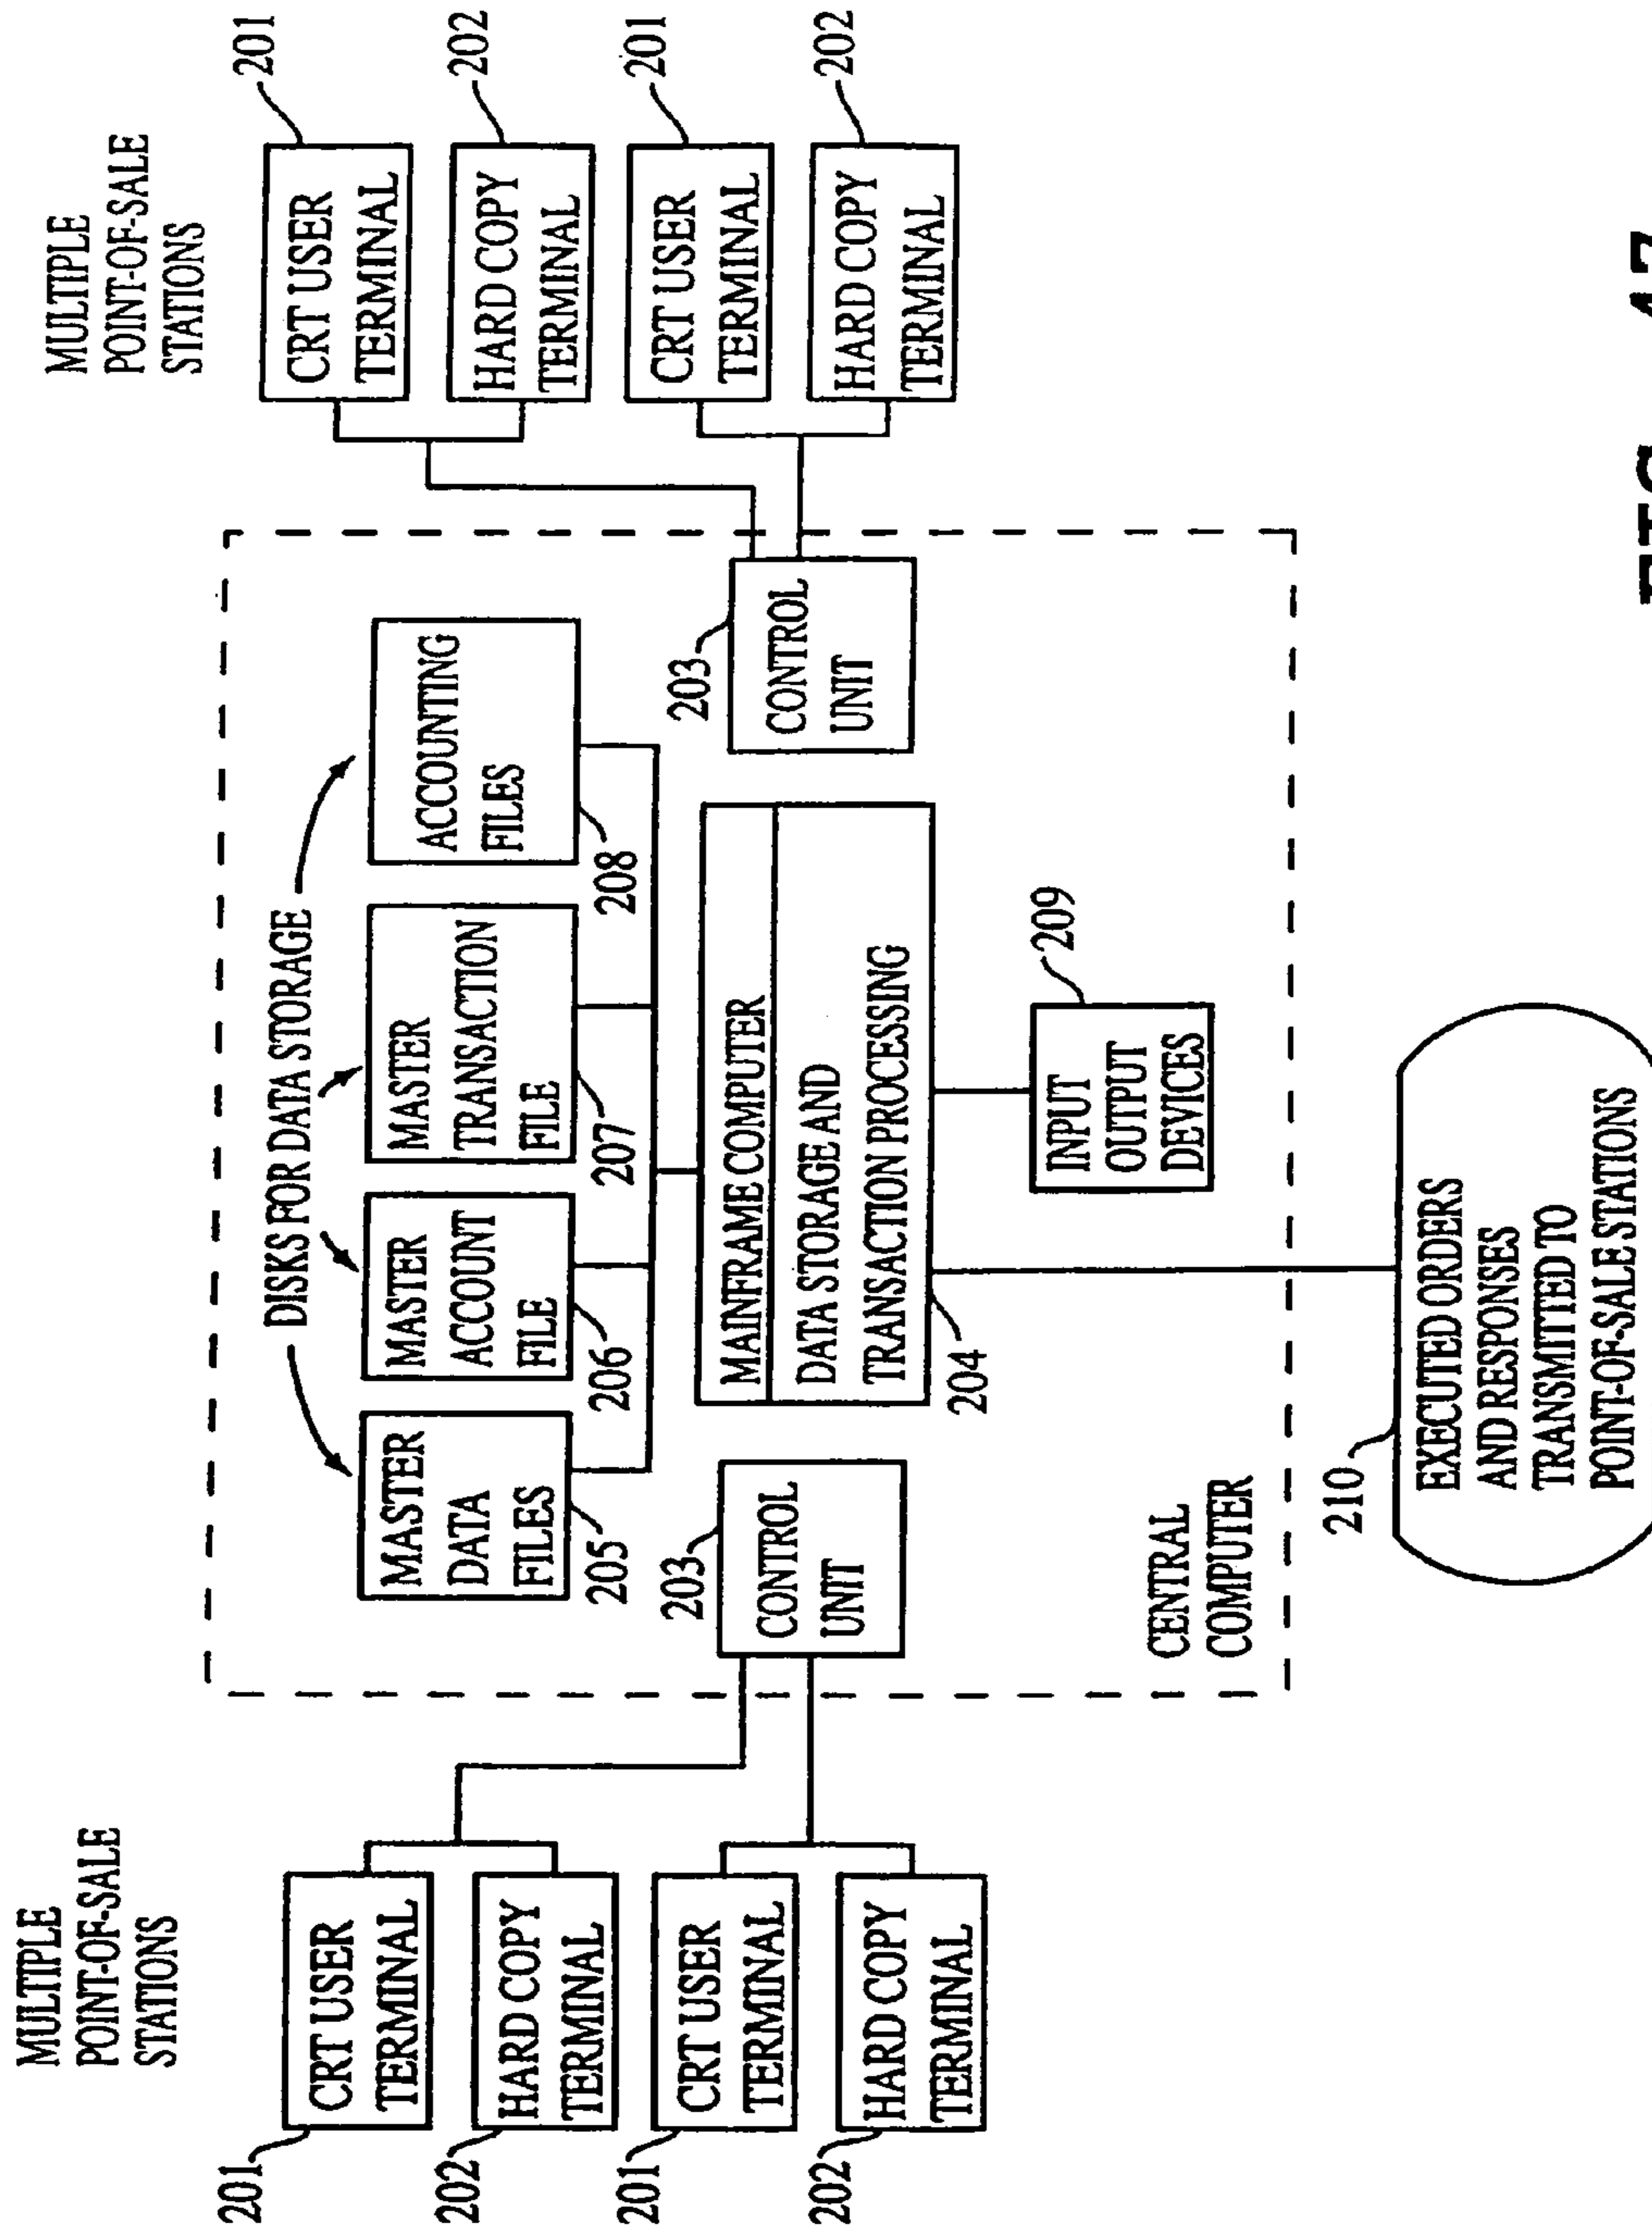 MULTIPLE
POINT-OF-SALE
STATIONS
MULTIPLE
POINT-OF-SALE
STATIONS
201
CRT USER
TERMINAL
202
HARD COPY
TERMINAL
201
CRT USER
TERMINAL
202
HARD COPY
TERMINAL
DISKS FOR DATA STORAGE
MASTER
DATA
FILES
205
MASTER
ACCOUNT
FILE
206
MASTER
TRANSACTION
FILE
207
ACCOUNTING
FILES
208
203
CONTROL
UNIT
MAINFRAME COMPUTER
DATA STORAGE AND
TRANSACTION PROCESSING
204
203
CONTROL
UNIT
INPUT
OUTPUT
DEVICES
209
CENTRAL
COMPUTER
210
EXECUTED ORDERS
AND RESPONSES
TRANSMITTED TO
POINT-OF-SALE STATIONS
CRT USER
TERMINAL
201
HARD COPY
TERMINAL
202
CRT USER
TERMINAL
201
HARD COPY
TERMINAL
202